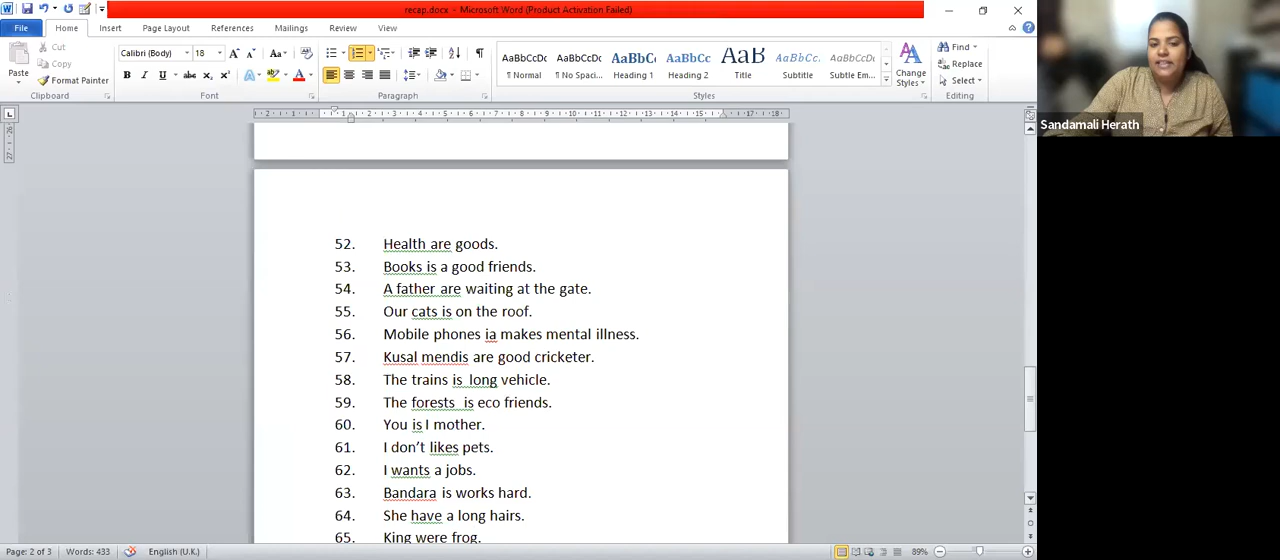 recap.docx - Microsoft Word (Product Activation Failed)
File Home Insert Page Layout References Mailings Review View
Cut
Copy
Paste Format Painter
Clipboard
Calibri (Body) 18
Font
Paragraph
AaBbCcDc AaBbCcDc AaBbC AaBbCc AaB AaBbCc. AaBbCcDc
¶ Normal ¶ No Spaci... Heading 1 Heading 2 Title Subtitle Subtle Em...
Styles
Change Styles
Find
Replace
Select
Editing
Sandamali Herath
52. Health are goods.
53. Books is a good friends.
54. A father are waiting at the gate.
55. Our cats is on the roof.
56. Mobile phones ia makes mental illness.
57. Kusal mendis are good cricketer.
58. The trains is long vehicle.
59. The forests is eco friends.
60. You is I mother.
61. I don't likes pets.
62. I wants a jobs.
63. Bandara is works hard.
64. She have a long hairs.
65. King were frog.
Page: 2 of 3 Words: 433 English (U.K.) 89%